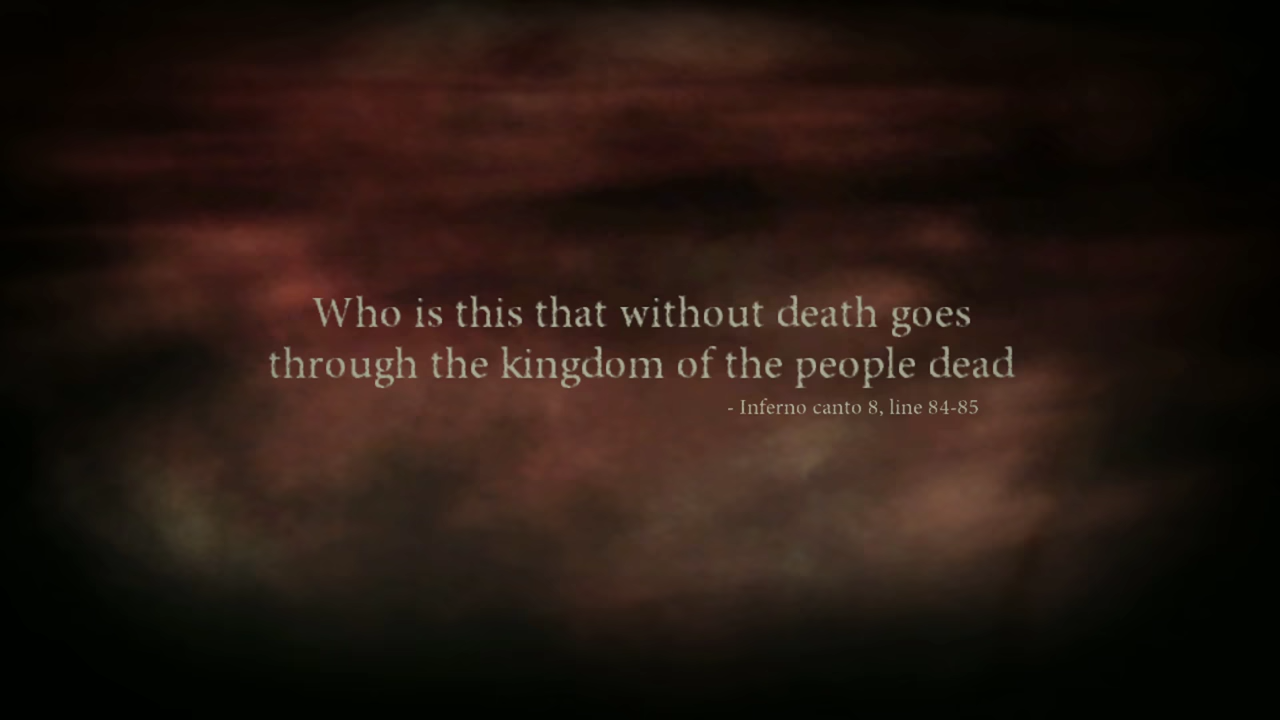 Who is this that without death goes
through the kingdom of the people dead
- Inferno canto 8, line 84-85